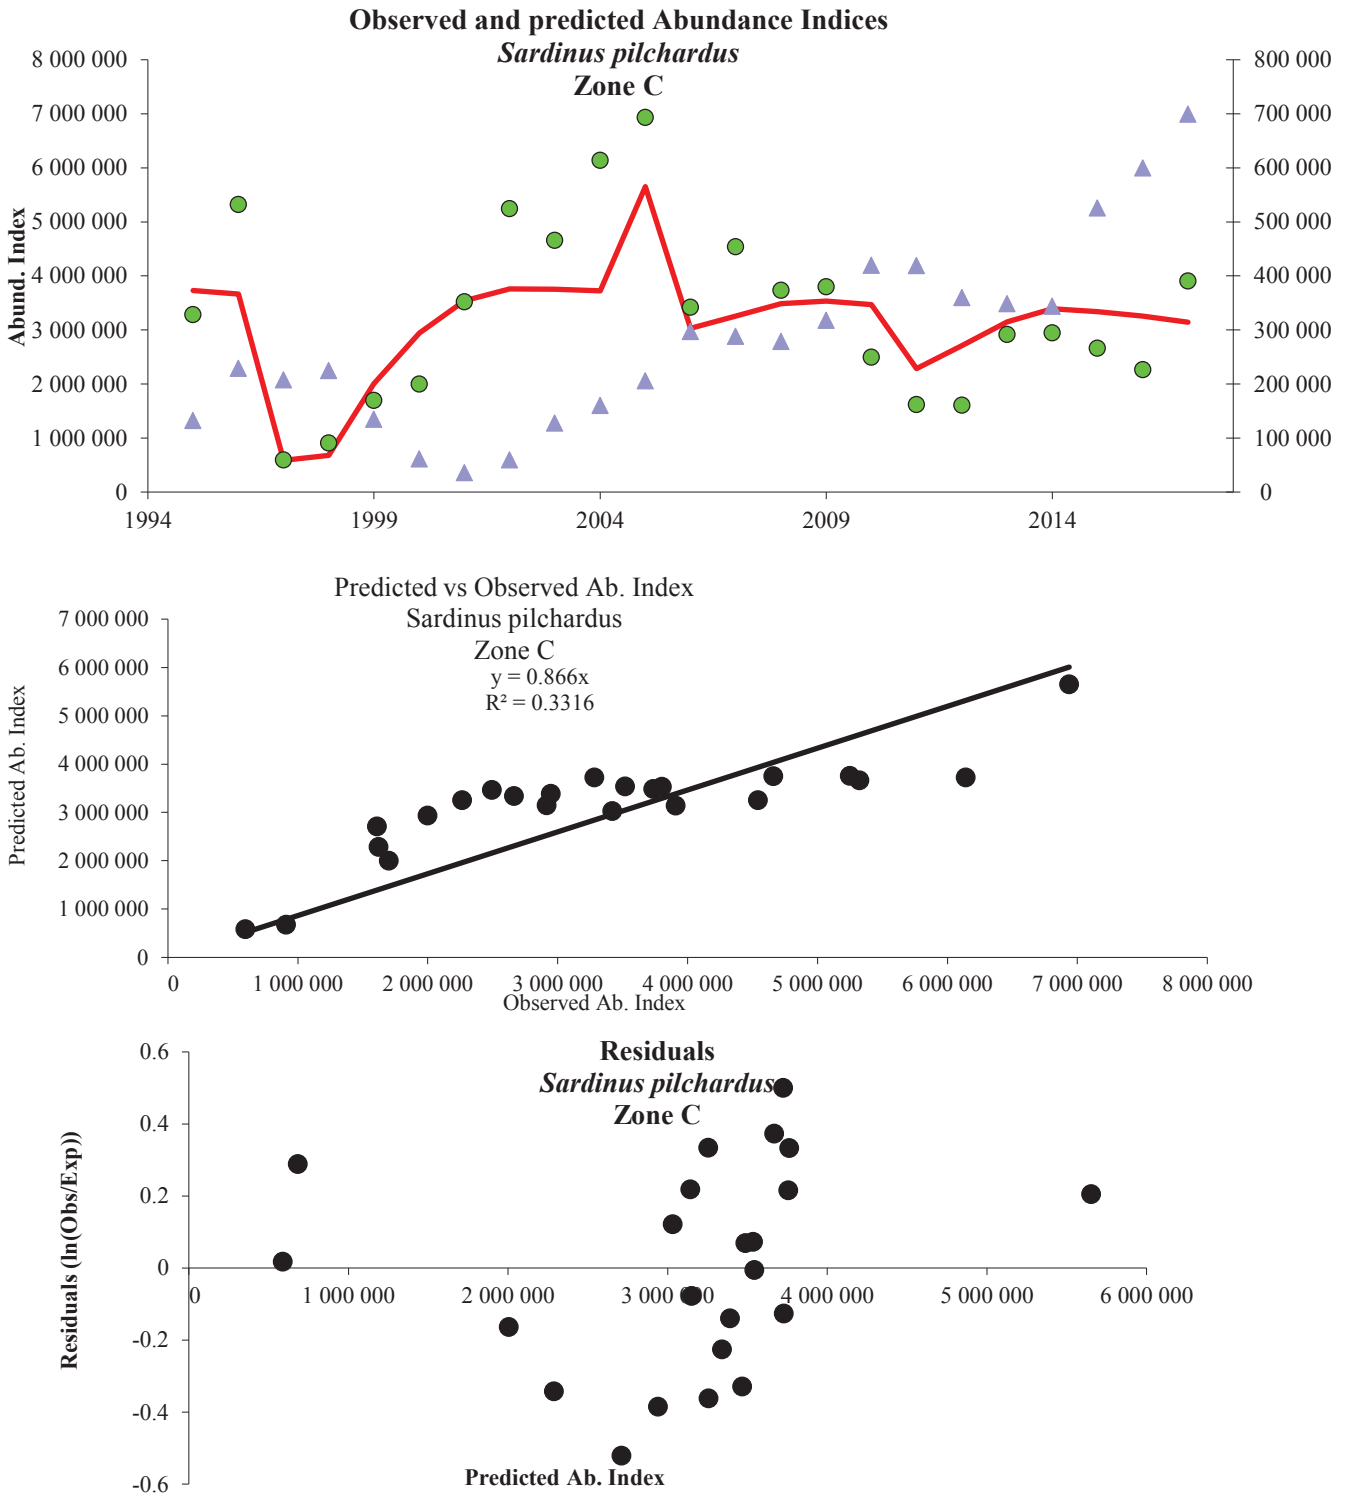 Observed and predicted Abundance Indices
Sardinus pilchardus
Zone C
8 000 000
7 000 000
6 000 000
5 000 000
4 000 000
3 000 000
2 000 000
1 000 000
0
Abund. Index
800 000
700 000
600 000
500 000
400 000
300 000
200 000
100 000
0
1994 1999 2004 2009 2014
Predicted vs Observed Ab. Index
Sardinus pilchardus
Zone C
y = 0.866x
R² = 0.3316
7 000 000
6 000 000
5 000 000
4 000 000
3 000 000
2 000 000
1 000 000
0
Predicted Ab. Index
0 1 000 000 2 000 000 3 000 000 4 000 000 5 000 000 6 000 000 7 000 000 8 000 000
Observed Ab. Index
Residuals
Sardinus pilchardus
Zone C
0.6
0.4
0.2
0
-0.2
-0.4
-0.6
Residuals (ln(Obs/Exp))
0 1 000 000 2 000 000 3 000 000 4 000 000 5 000 000 6 000 000
Predicted Ab. Index